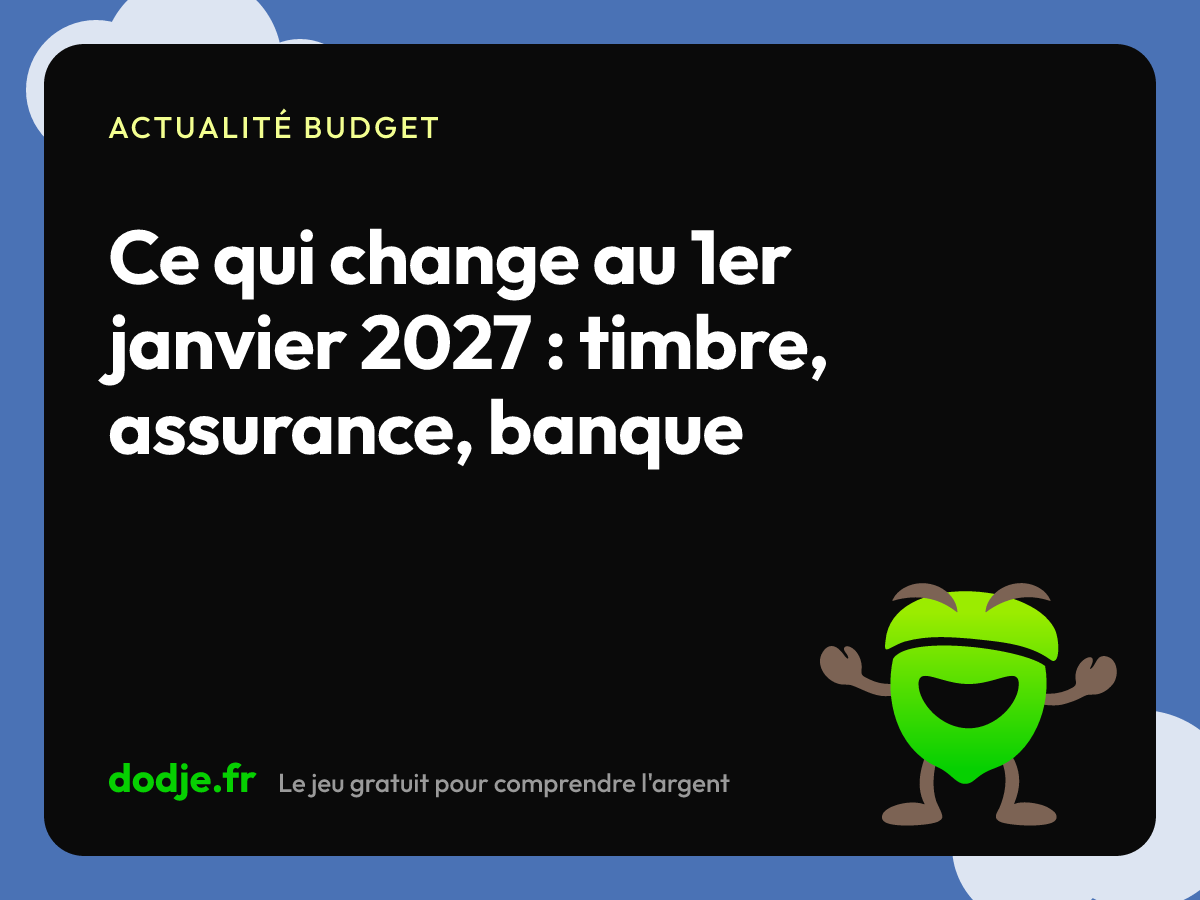 ACTUALITÉ BUDGET
Ce qui change au 1er
janvier 2027 : timbre,
assurance, banque
dodje.fr Le jeu gratuit pour comprendre l'argent